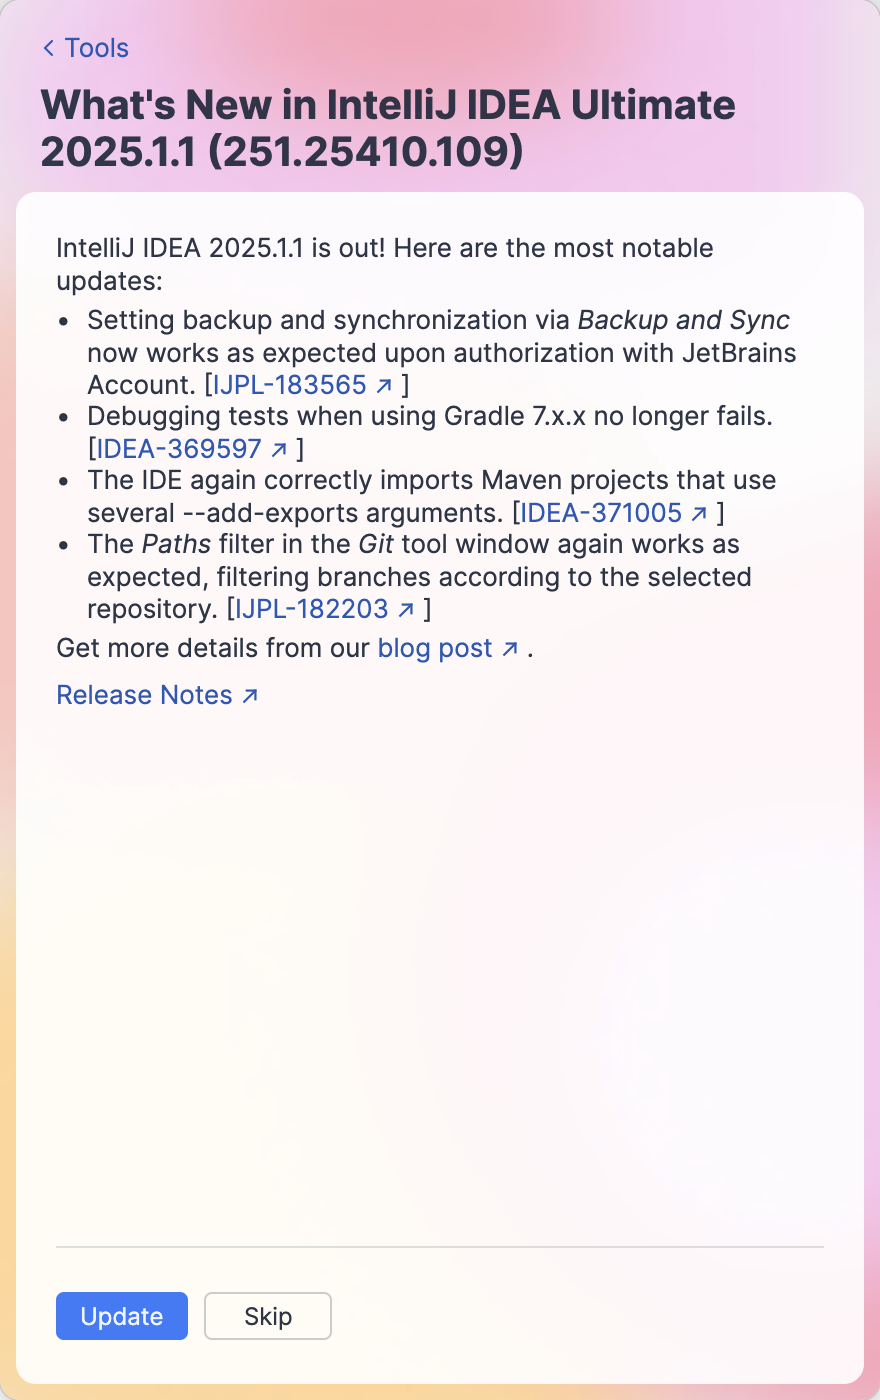 Tools
What's New in IntelliJ IDEA Ultimate
2025.1.1 (251.25410.109)
IntelliJ IDEA 2025.1.1 is out! Here are the most notable
updates:
• Setting backup and synchronization via Backup and Sync
now works as expected upon authorization with JetBrains
Account. [IJPL-183565 ↗ ]
• Debugging tests when using Gradle 7.x.x no longer fails.
[IDEA-369597 ↗ ]
• The IDE again correctly imports Maven projects that use
several --add-exports arguments. [IDEA-371005 ↗ ]
• The Paths filter in the Git tool window again works as
expected, filtering branches according to the selected
repository. [IJPL-182203 ↗ ]
Get more details from our blog post ↗ .
Release Notes ↗
Update
Skip